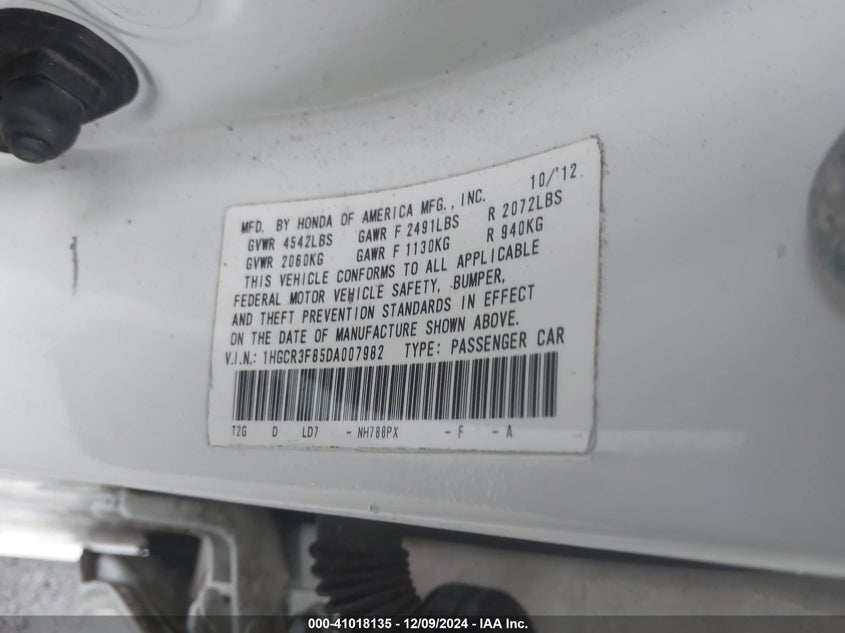 10/'12
MFD. BY HONDA OF AMERICA MFG., INC.
GVWR 4542LBS GAWR F 2491LBS R 2072LBS
GVWR 2060KG GAWR F 1130KG R 940KG
THIS VEHICLE CONFORMS TO ALL APPLICABLE
FEDERAL MOTOR VEHICLE SAFETY, BUMPER,
AND THEFT PREVENTION STANDARDS IN EFFECT
ON THE DATE OF MANUFACTURE SHOWN ABOVE.
V.I.N.: 1HGCR3F85DA007982 TYPE: PASSENGER CAR
T2G D LD7 - NH788PX - F - A
000-41018135 - 12/09/2024 - IAA Inc.